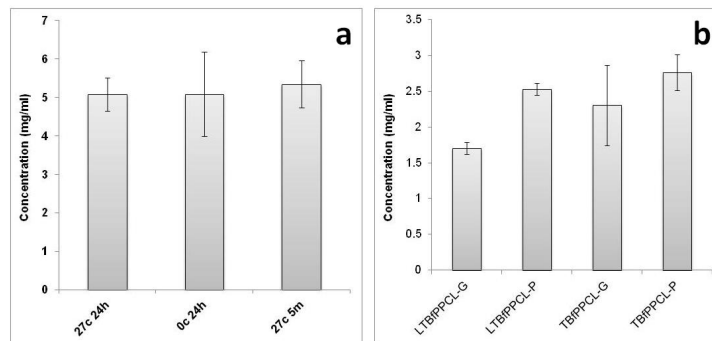 a
Concentration (mg/ml)
7
6
5
4
3
2
1
0
27c 24h
0c 24h
27c 5m
b
Concentration (mg/ml)
3.5
3
2.5
2
1.5
1
0.5
0
LTBfPPCL-G
LTBfPPCL-P
TBfPPCL-G
TBfPPCL-P